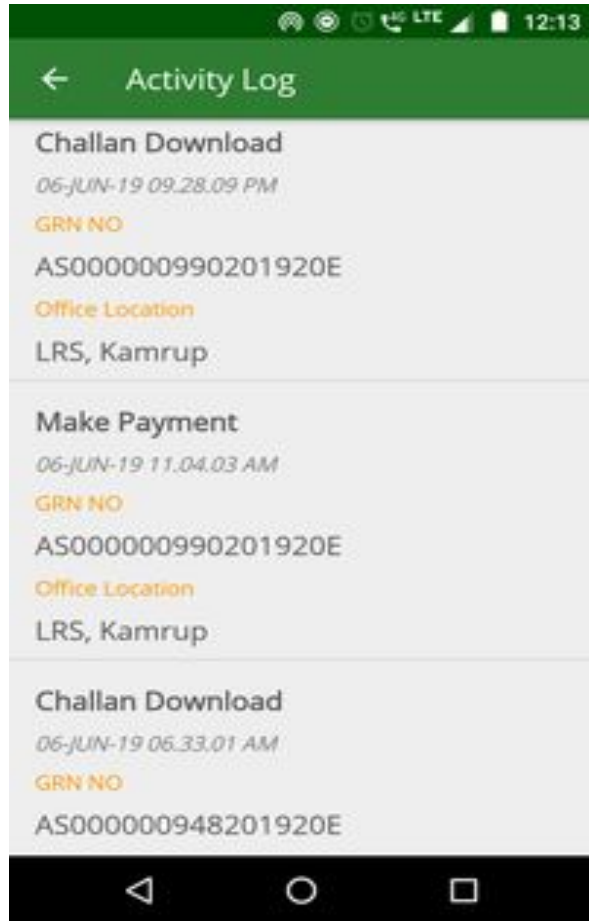 4G LTE 12:13
Activity Log
Challan Download
06-JUN-19 09.28.09 PM
GRN NO
AS000000990201920E
Office Location
LRS, Kamrup
Make Payment
06-JUN-19 11.04.03 AM
GRN NO
AS000000990201920E
Office Location
LRS, Kamrup
Challan Download
06-JUN-19 06.33.01 AM
GRN NO
AS000000948201920E